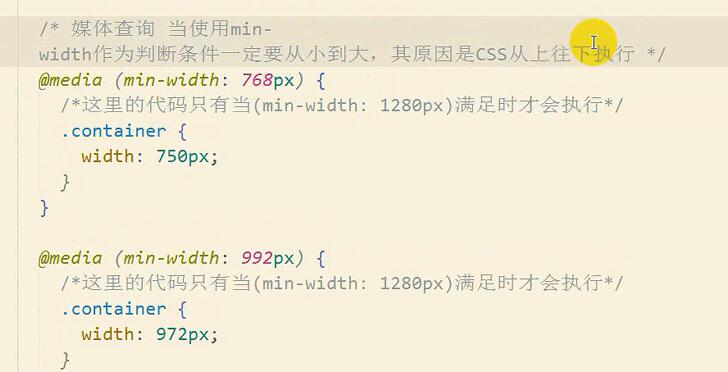 /* 媒体查询 当使用min-
width作为判断条件一定要从小到大，其原因是CSS从上往下执行 */
@media (min-width: 768px) {
/*这里的代码只有当(min-width: 1280px)满足时才会执行*/
.container {
width: 750px;
}
}
@media (min-width: 992px) {
/*这里的代码只有当(min-width: 1280px)满足时才会执行*/
.container {
width: 972px;
}